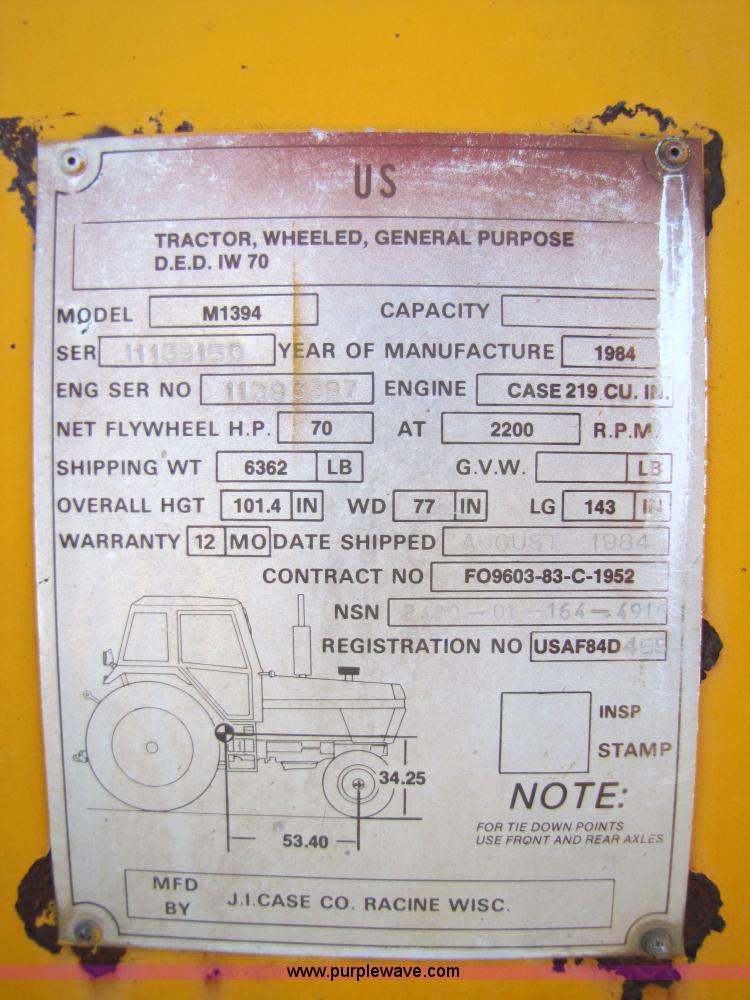 US
TRACTOR, WHEELED, GENERAL PURPOSE
D.E.D. IW 70
MODEL M1394 CAPACITY
SER YEAR OF MANUFACTURE 1984
ENG SER NO ENGINE CASE 219 CU. IN.
NET FLYWHEEL H.P. 70 AT 2200 R.P.M.
SHIPPING WT 6362 LB G.V.W. LB
OVERALL HGT 101.4 IN WD 77 IN LG 143 IN
WARRANTY 12 MO DATE SHIPPED AUGUST 1984
CONTRACT NO FO9603-83-C-1952
NSN
REGISTRATION NO USAF84D
INSP
STAMP
34.25
53.40
NOTE:
FOR TIE DOWN POINTS
USE FRONT AND REAR AXLES
MFD
BY
J.I.CASE CO. RACINE WISC.
www.purplewave.com